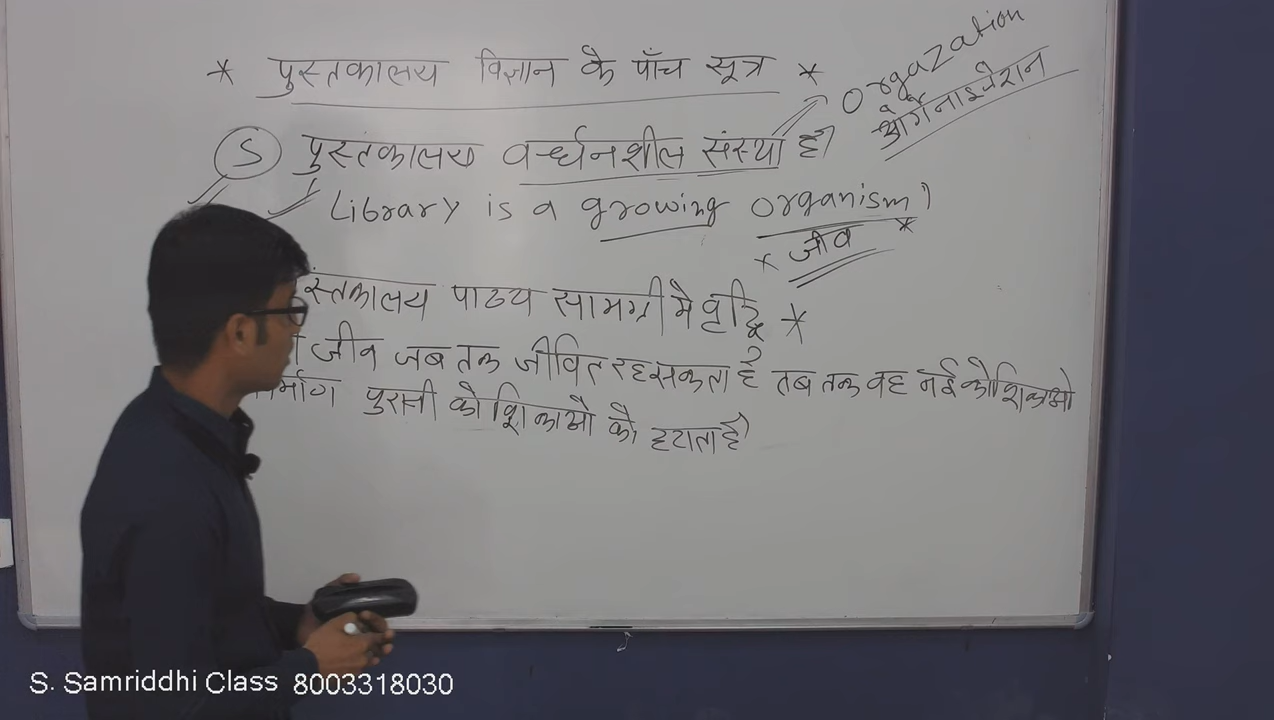 * पुस्तकालय विज्ञान के पाँच सूत्र *
Orgazation
ऑर्गेनाइजेशन
5 पुस्तकालय वर्धनशील संस्था है।
Library is a growing organism)
* जीव *
स्तकालय पाठ्य सामग्री मे वृद्धि *
जीव जब तक जीवित रह सकता है तब तक वह नई कोशिकाओ
र्माण पुरानी कोशिकाओ को हटाता है।
S. Samriddhi Class 8003318030